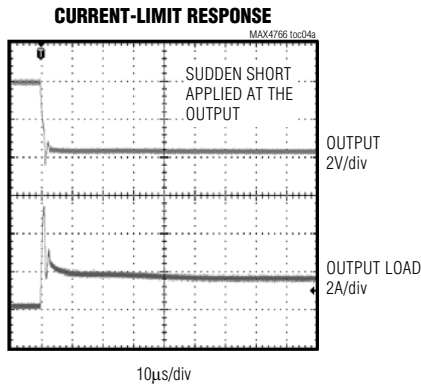 CURRENT-LIMIT RESPONSE
MAX4766 toc04a
T
SUDDEN SHORT
APPLIED AT THE
OUTPUT
OUTPUT
2V/div
OUTPUT LOAD
2A/div
10μs/div